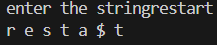 enter the stringrestart
r e s t a $ t